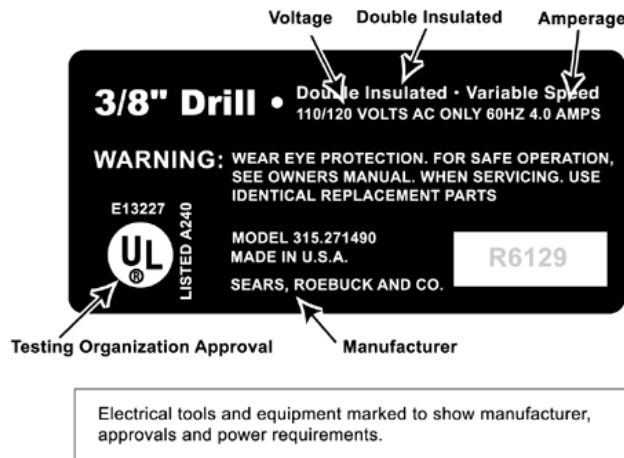 Voltage Double Insulated Amperage
3/8" Drill • Double Insulated • Variable Speed
110/120 VOLTS AC ONLY 60HZ 4.0 AMPS
WARNING: WEAR EYE PROTECTION. FOR SAFE OPERATION,
SEE OWNERS MANUAL. WHEN SERVICING. USE
IDENTICAL REPLACEMENT PARTS
E13227
UL
®
LISTED A240
MODEL 315.271490
MADE IN U.S.A.
SEARS, ROEBUCK AND CO.
R6129
Testing Organization Approval Manufacturer
Electrical tools and equipment marked to show manufacturer,
approvals and power requirements.